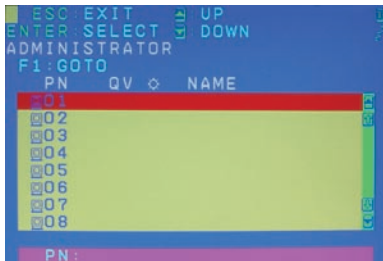 ESC:EXIT UP
ENTER:SELECT DOWN
ADMINISTRATOR
F1:GOTO
PN QV NAME
01
02
03
04
05
06
07
08
PN: